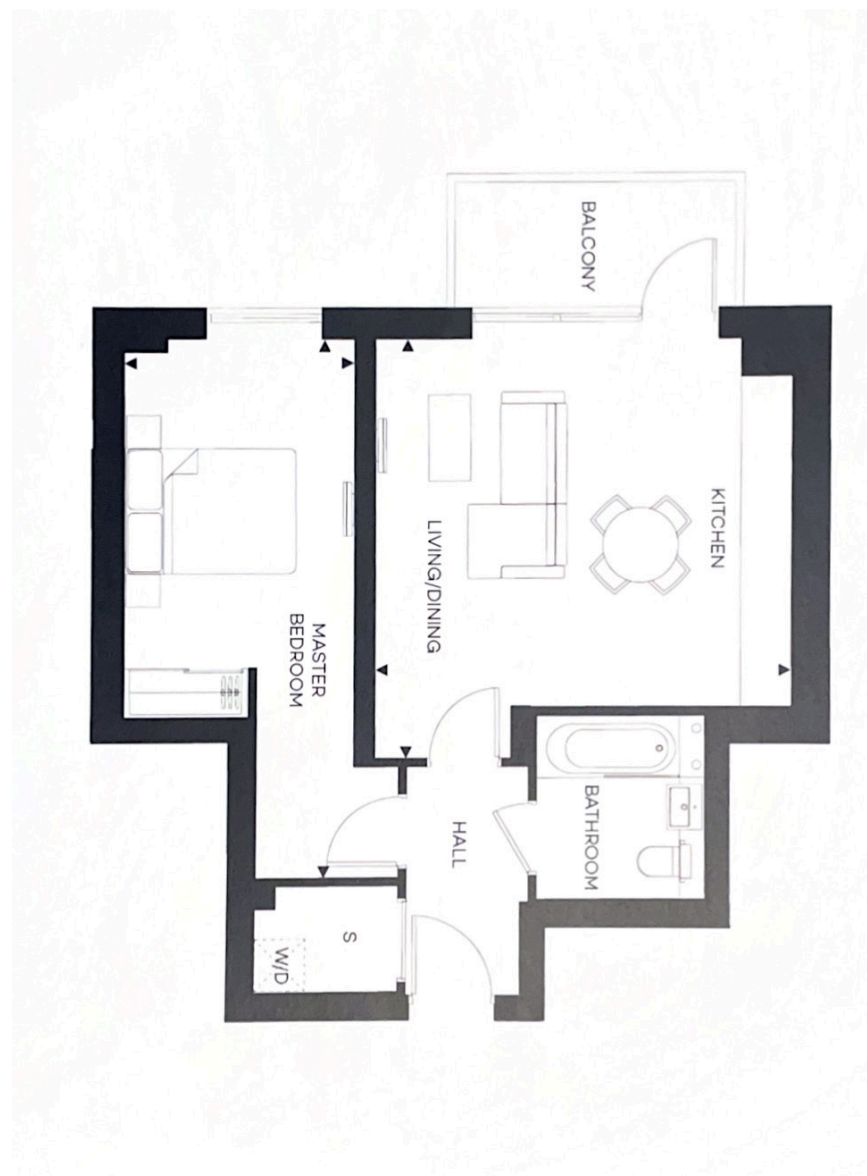 BALCONY
KITCHEN
LIVING/DINING
MASTER
BEDROOM
BATHROOM
HALL
S
W/D